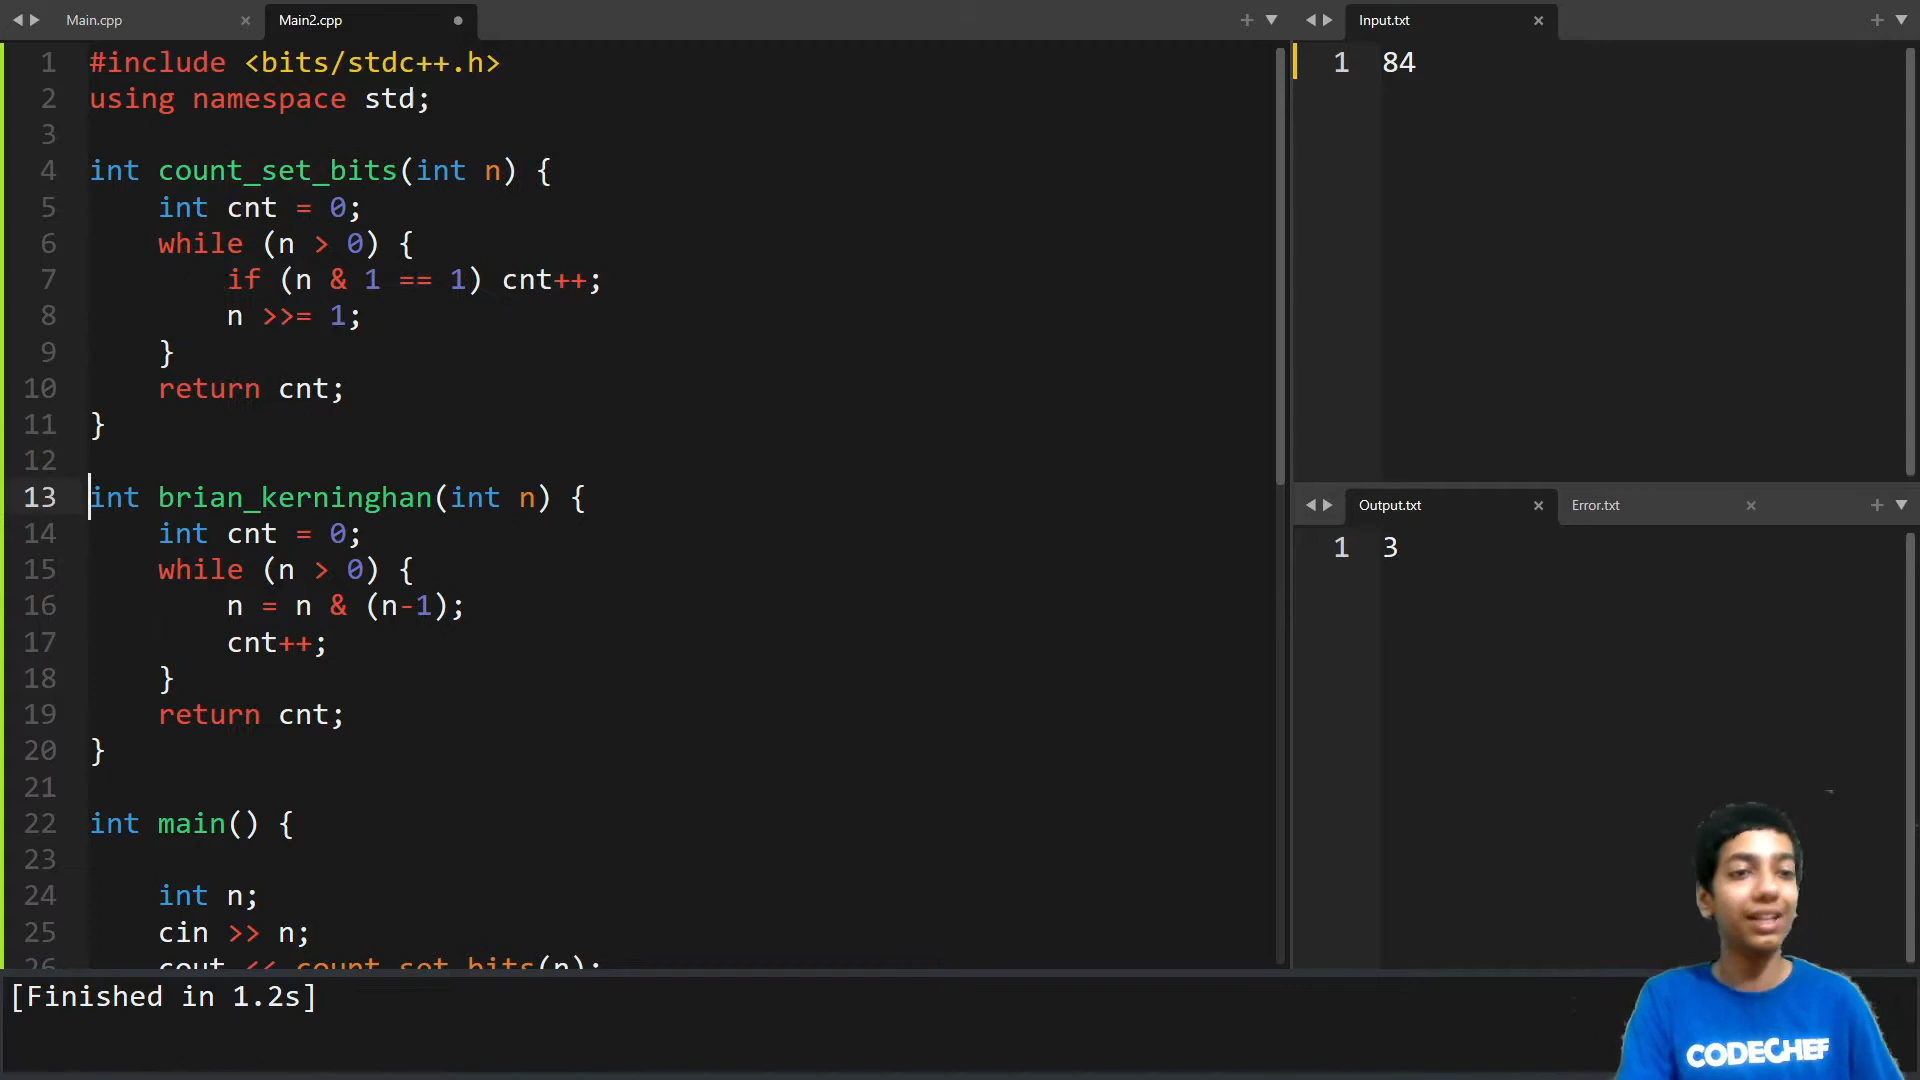 Main.cpp
Main2.cpp
1 #include <bits/stdc++.h>
2 using namespace std;
3
4 int count_set_bits(int n) {
5     int cnt = 0;
6     while (n > 0) {
7         if (n & 1 == 1) cnt++;
8         n >>= 1;
9     }
10     return cnt;
11 }
12
13 int brian_kerninghan(int n) {
14     int cnt = 0;
15     while (n > 0) {
16         n = n & (n-1);
17         cnt++;
18     }
19     return cnt;
20 }
21
22 int main() {
23
24     int n;
25     cin >> n;
26     cout << count_set_bits(n);
[Finished in 1.2s]
Input.txt
1 84
Output.txt
Error.txt
1 3
CODECHEF